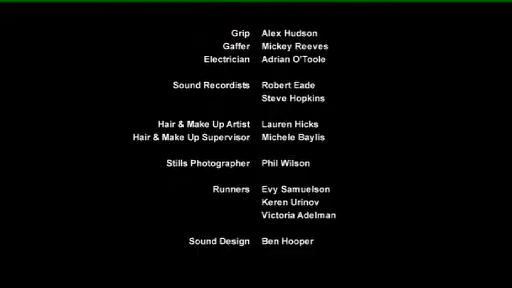 Grip Alex Hudson
Gaffer Mickey Reeves
Electrician Adrian O'Toole
Sound Recordists Robert Eade
Steve Hopkins
Hair & Make Up Artist Lauren Hicks
Hair & Make Up Supervisor Michele Baylis
Stills Photographer Phil Wilson
Runners Evy Samuelson
Keren Urinov
Victoria Adelman
Sound Design Ben Hooper